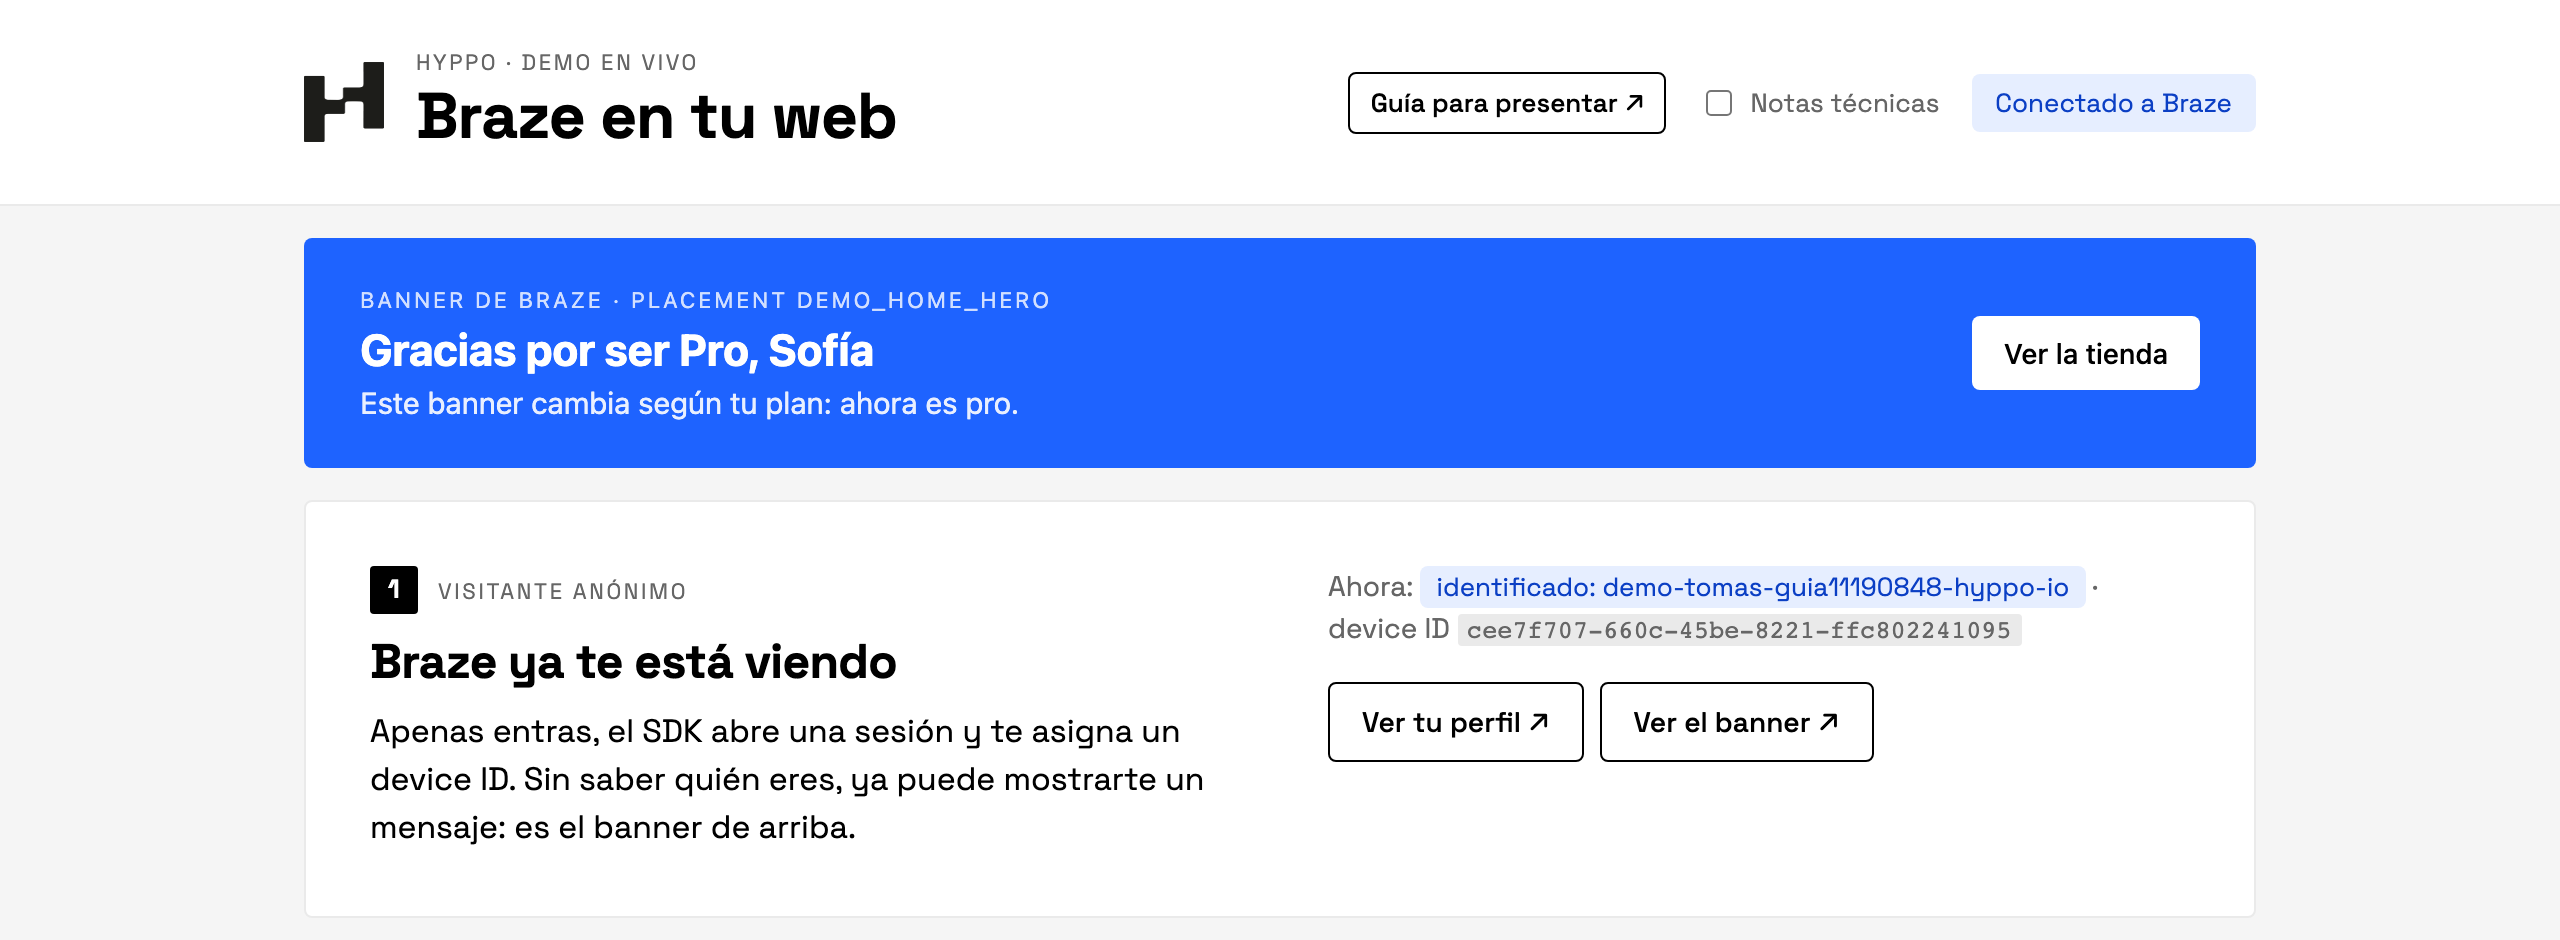 HYPPO · DEMO EN VIVO
Braze en tu web
Guía para presentar ↗
Notas técnicas
Conectado a Braze
BANNER DE BRAZE · PLACEMENT DEMO_HOME_HERO
Gracias por ser Pro, Sofía
Este banner cambia según tu plan: ahora es pro.
Ver la tienda
1 VISITANTE ANÓNIMO
Braze ya te está viendo
Apenas entras, el SDK abre una sesión y te asigna un
device ID. Sin saber quién eres, ya puede mostrarte un
mensaje: es el banner de arriba.
Ahora: identificado: demo-tomas-guia11190848-hyppo-io ·
device ID cee7f707-660c-45be-8221-ffc802241095
Ver tu perfil ↗
Ver el banner ↗